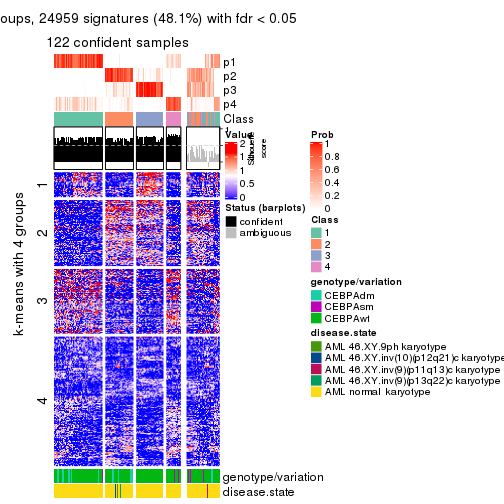 oups, 24959 signatures (48.1%) with fdr < 0.05
122 confident samples
p1
p2
p3
p4
Class
1
2
3
4
k-means with 4 groups
genotype/variation
disease.state
Value
2
1.5
1
0.5
0
Silhouette
score
1
Status (barplots)
confident
ambiguous
Prob
1
0.8
0.6
0.4
0.2
0
Class
1
2
3
4
genotype/variation
CEBPAdm
CEBPAsm
CEBPAwt
disease.state
AML 46.XY.9ph karyotype
AML 46.XY.inv(10)(p12q21)c karyotype
AML 46.XY.inv(9)(p11q13)c karyotype
AML 46.XY.inv(9)(p13q22)c karyotype
AML normal karyotype